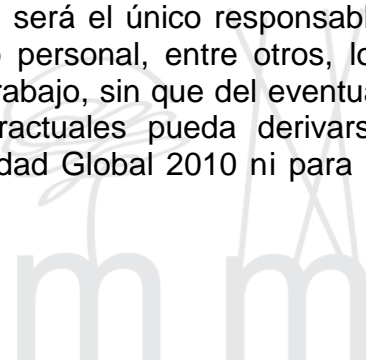 será el único responsable
personal, entre otros, lo
rabajo, sin que del eventua
ractuales pueda derivars
dad Global 2010 ni para
m m